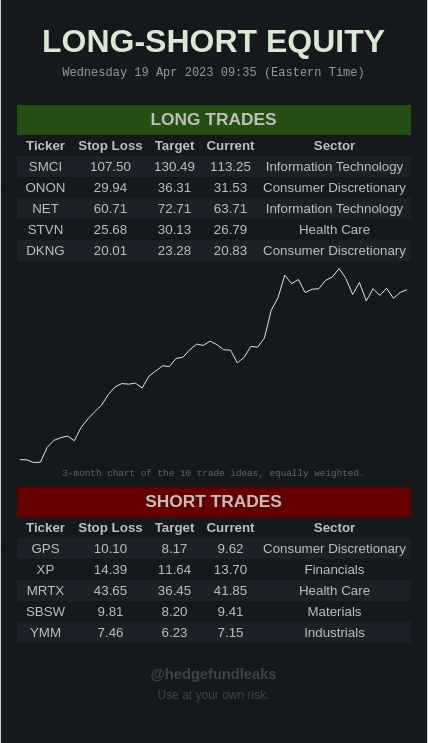 LONG-SHORT EQUITY
Wednesday 19 Apr 2023 09:35 (Eastern Time)
LONG TRADES
Ticker Stop Loss Target Current Sector
SMCI 107.50 130.49 113.25 Information Technology
ONON 29.94 36.31 31.53 Consumer Discretionary
NET 60.71 72.71 63.71 Information Technology
STVN 25.68 30.13 26.79 Health Care
DKNG 20.01 23.28 20.83 Consumer Discretionary
3-month chart of the 10 trade ideas, equally weighted.
SHORT TRADES
Ticker Stop Loss Target Current Sector
GPS 10.10 8.17 9.62 Consumer Discretionary
XP 14.39 11.64 13.70 Financials
MRTX 43.65 36.45 41.85 Health Care
SBSW 9.81 8.20 9.41 Materials
YMM 7.46 6.23 7.15 Industrials
@hedgefundleaks
Use at your own risk.